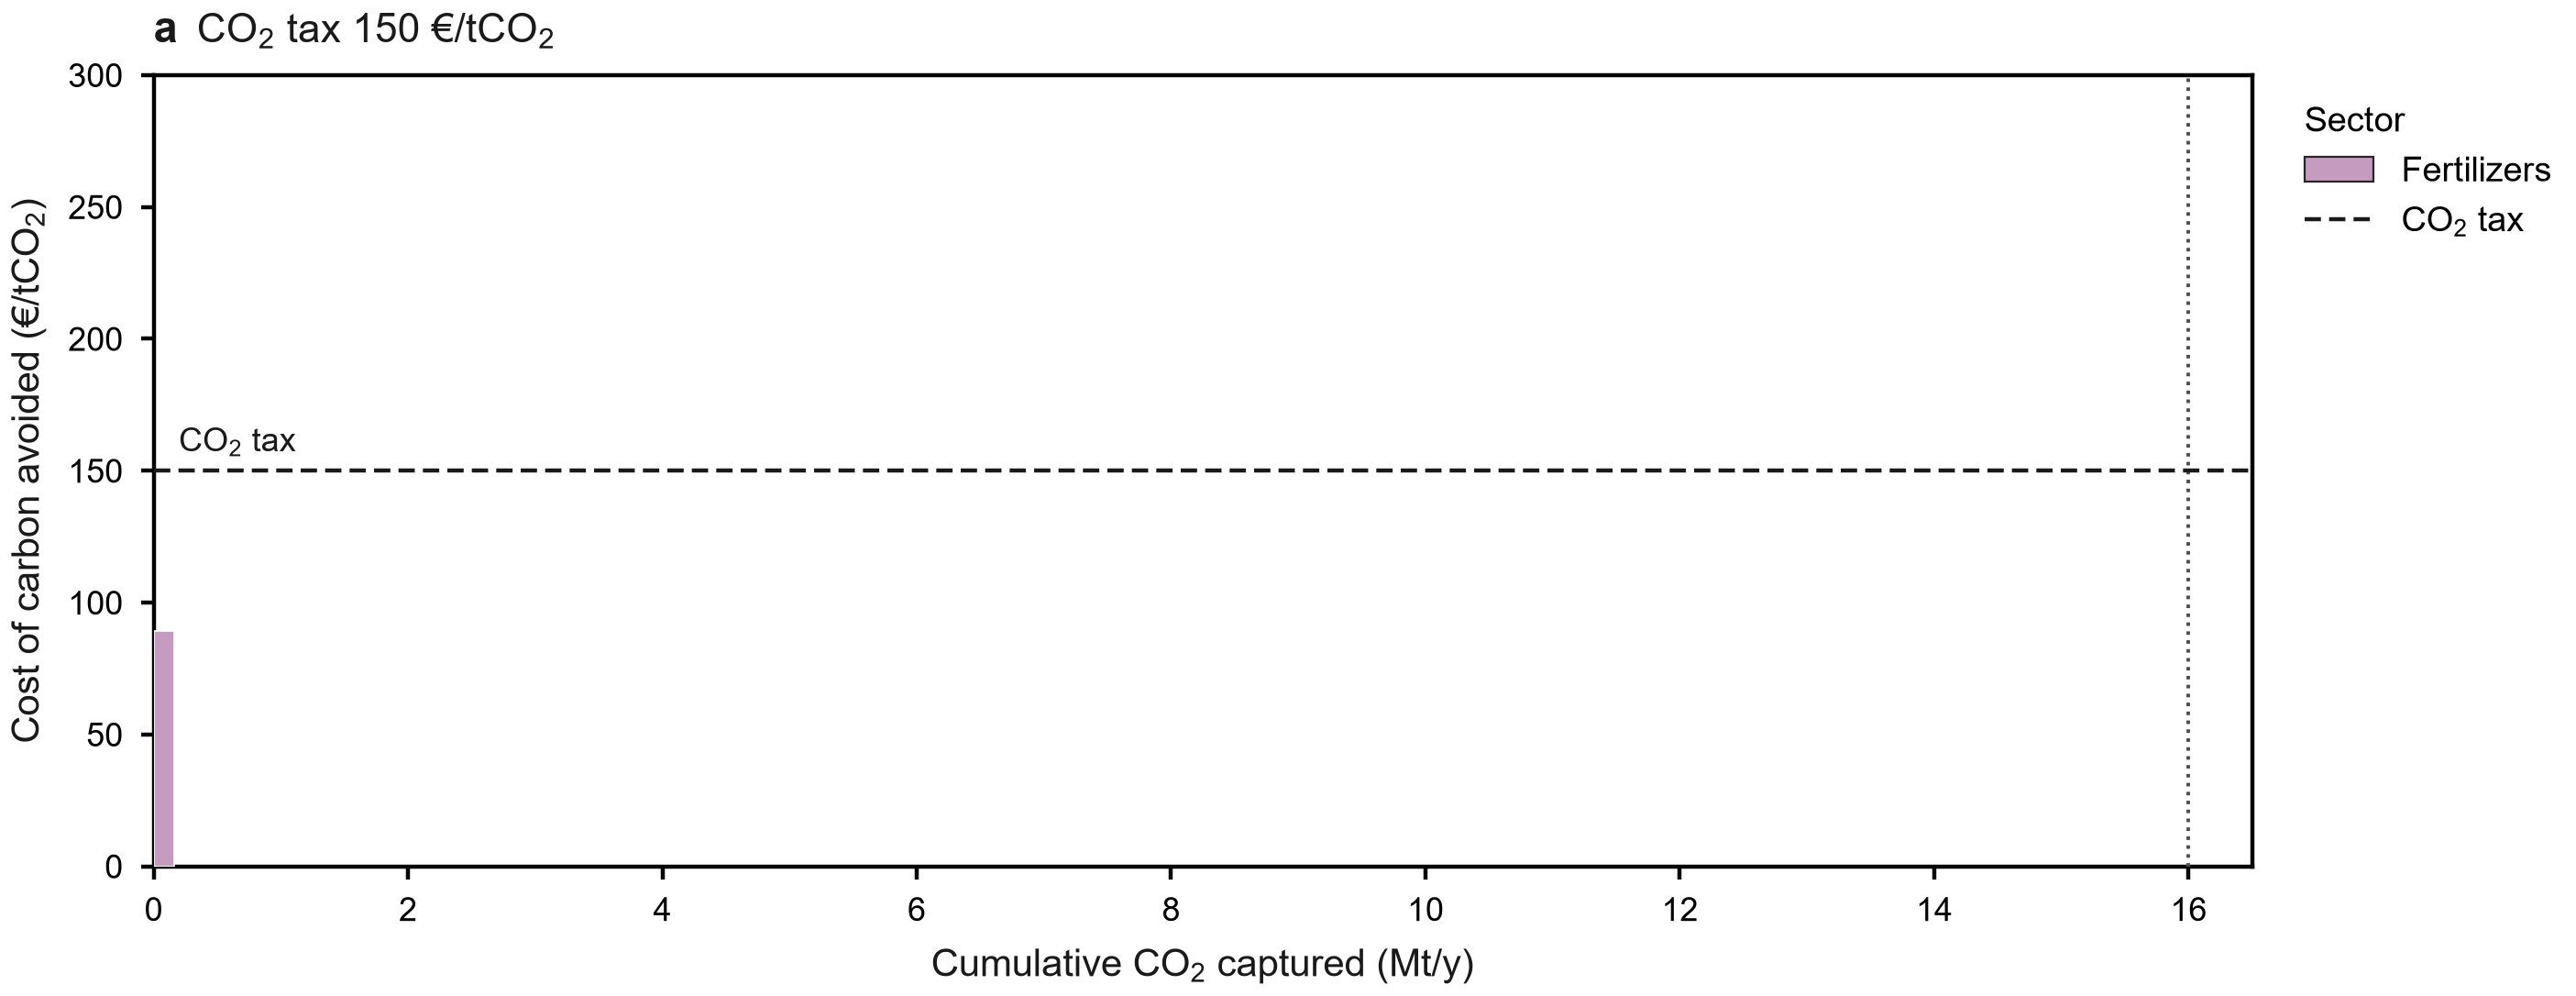 a CO₂ tax 150 €/tCO₂
300
250
200
150
100
50
0
Cost of carbon avoided (€/tCO₂)
CO₂ tax
0 2 4 6 8 10 12 14 16
Cumulative CO₂ captured (Mt/y)
Sector
Fertilizers
CO₂ tax